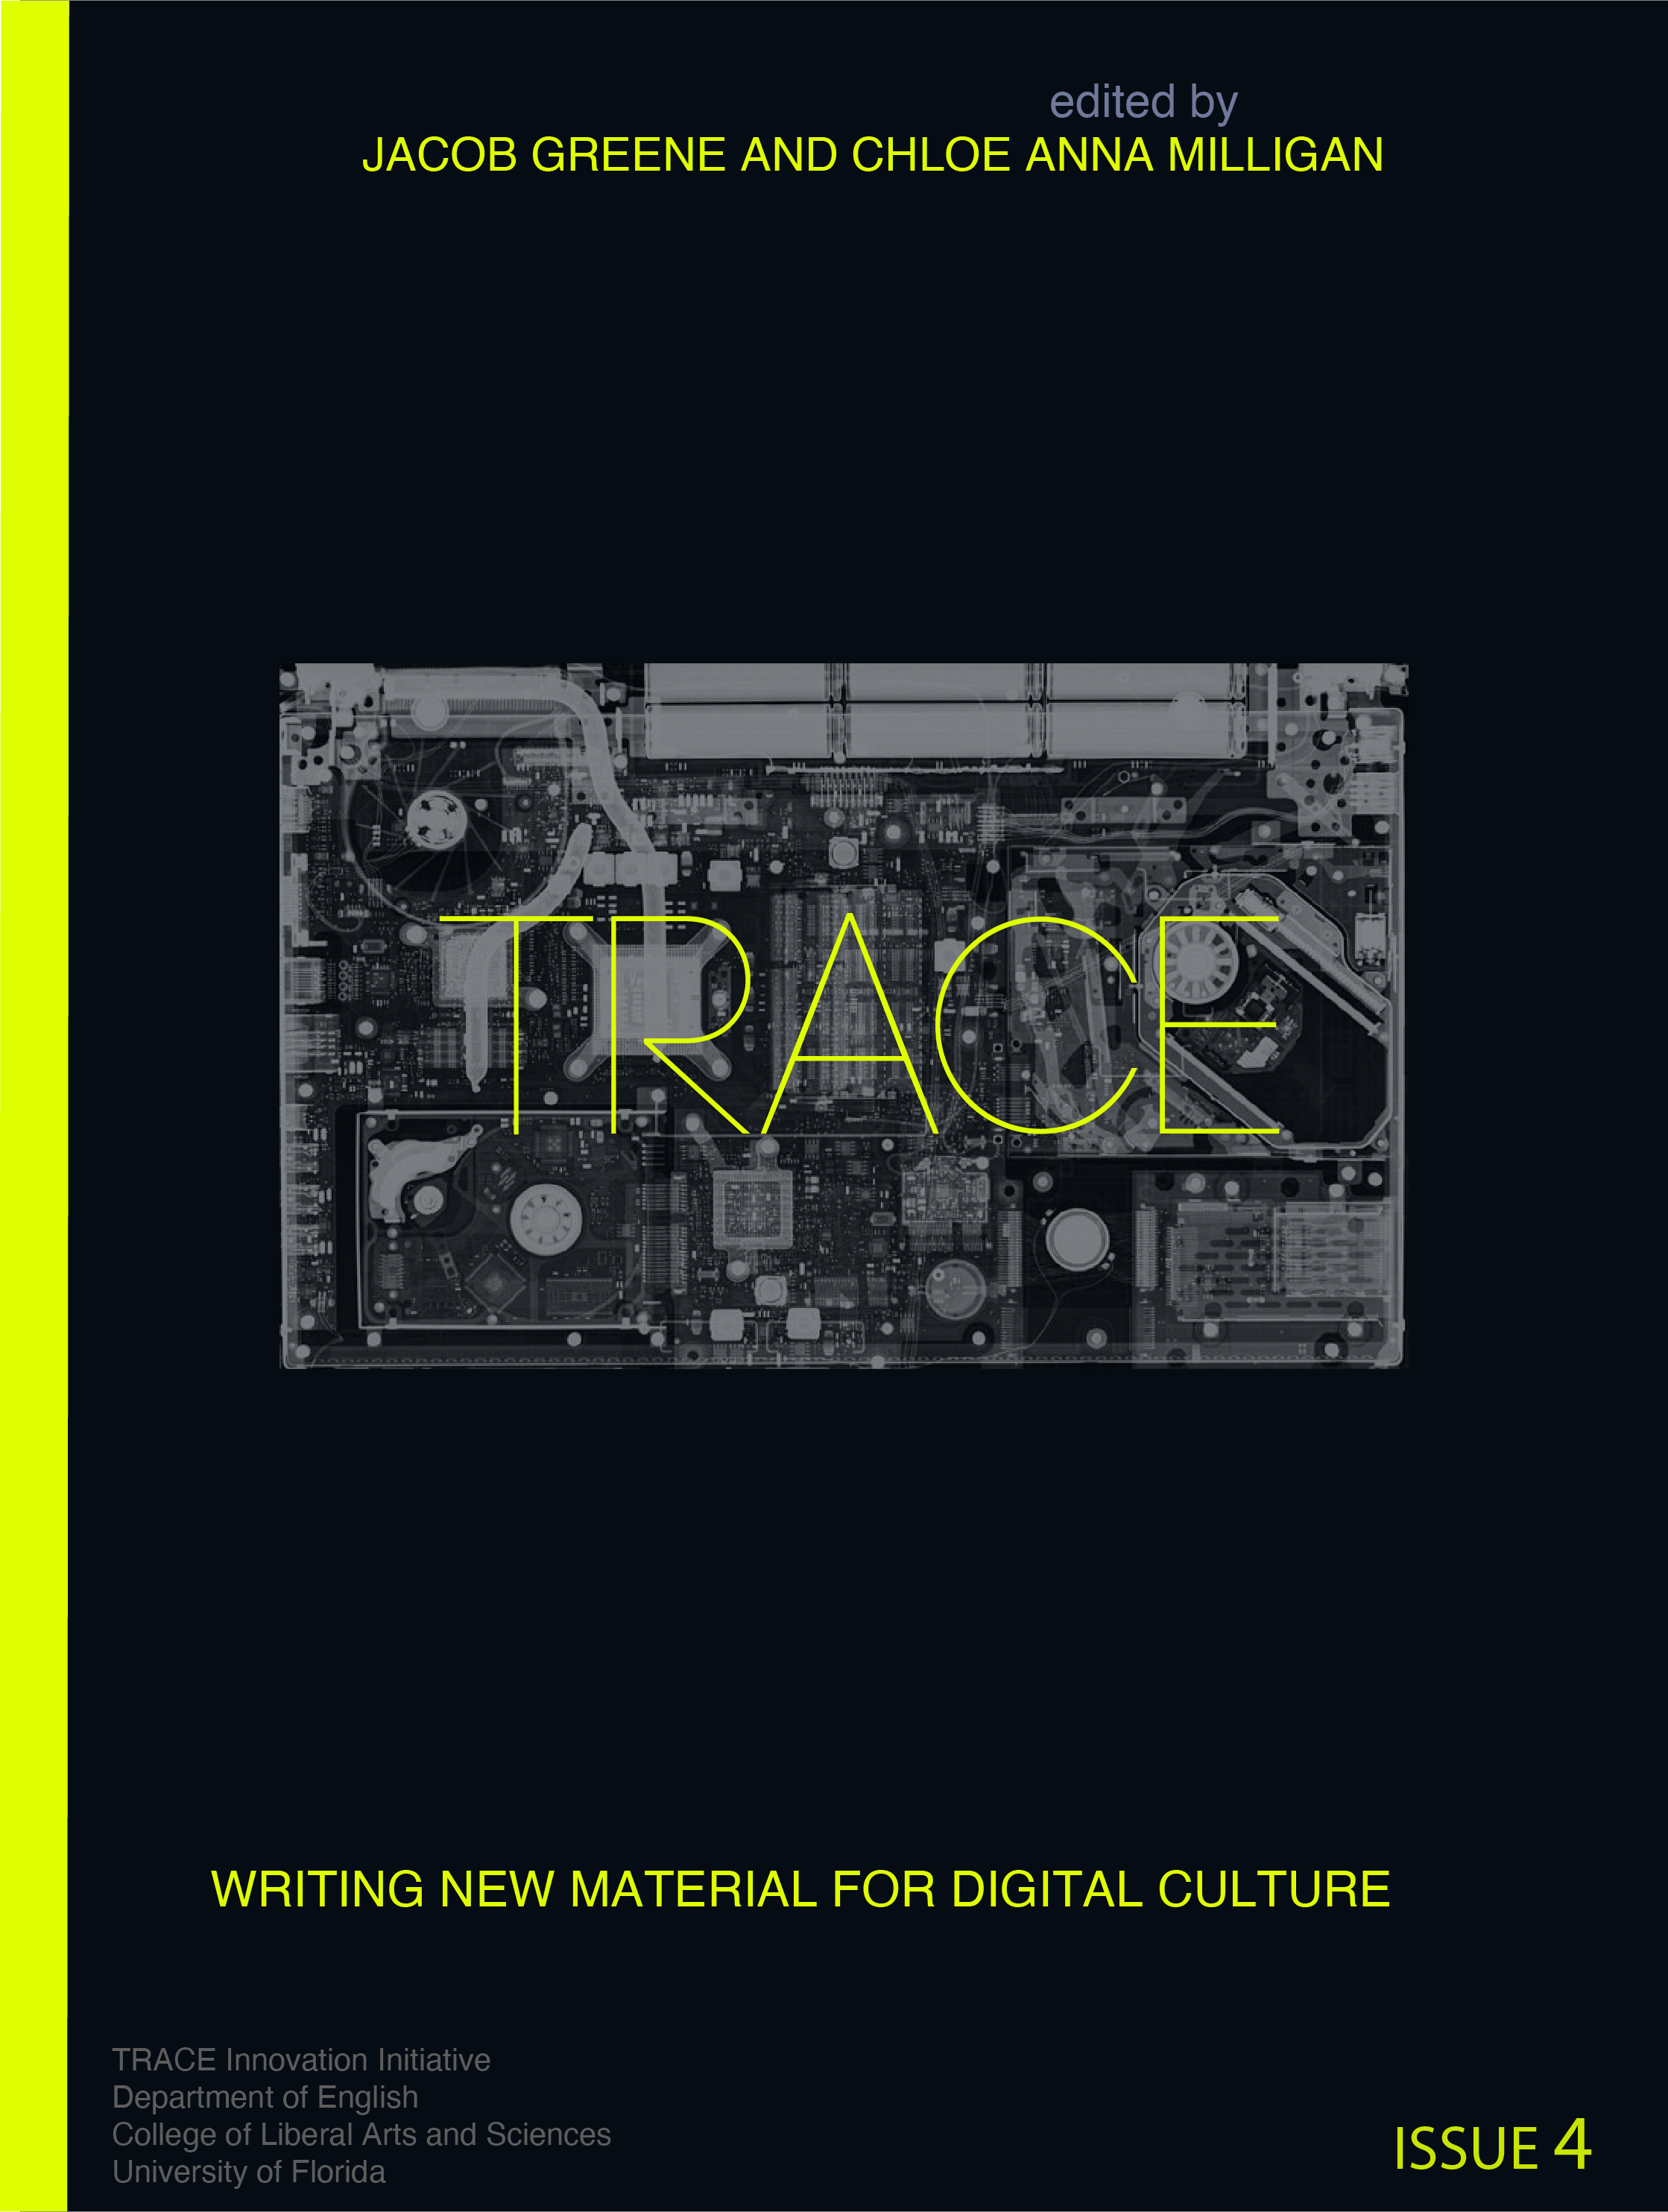 edited by
JACOB GREENE AND CHLOE ANNA MILLIGAN
TRACE
WRITING NEW MATERIAL FOR DIGITAL CULTURE
TRACE Innovation Initiative
Department of English
College of Liberal Arts and Sciences
University of Florida
ISSUE 4